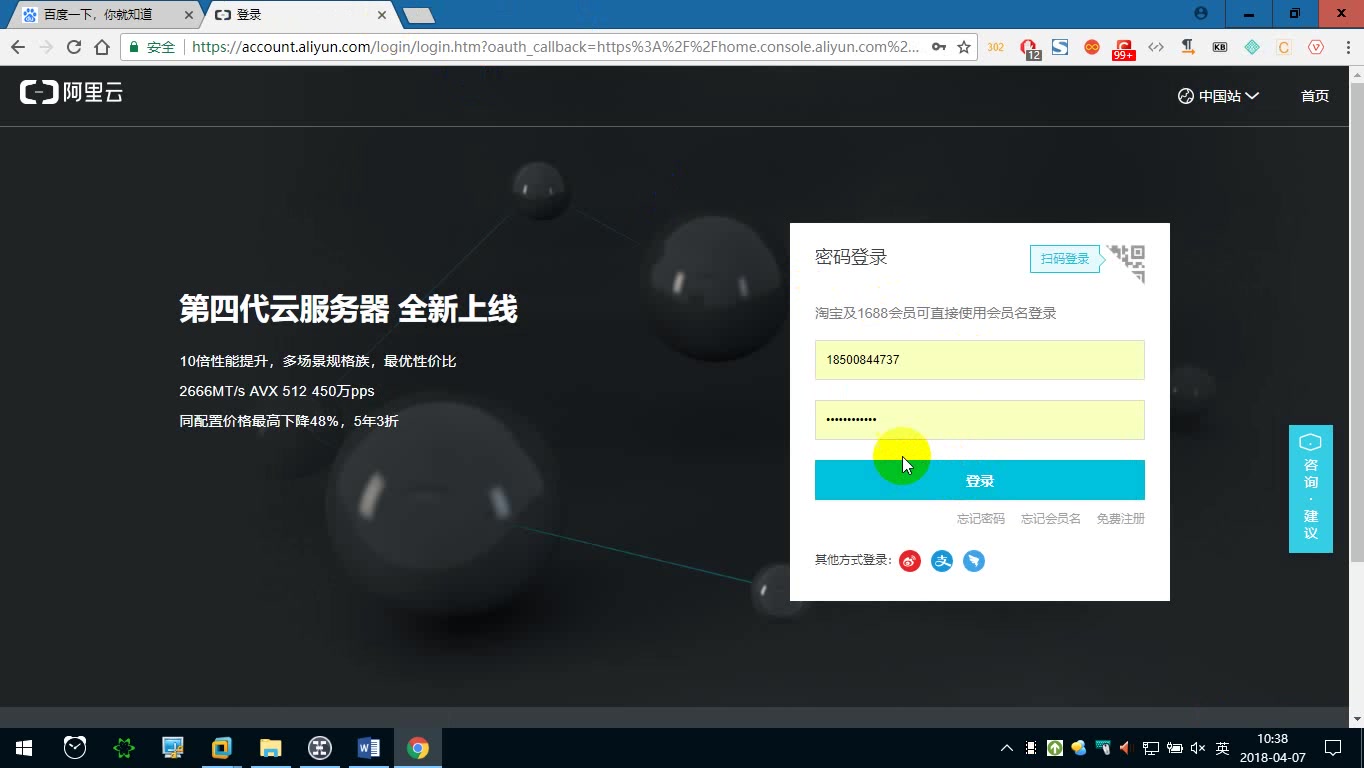 百度一下，你就知道
登录
安全
https://account.aliyun.com/login/login.htm?oauth_callback=https%3A%2F%2Fhome.console.aliyun.com%2...
302
12
99+
KB
阿里云
中国站
首页
密码登录
扫码登录
淘宝及1688会员可直接使用会员名登录
第四代云服务器 全新上线
10倍性能提升，多场景规格族，最优性价比
2666MT/s AVX 512 450万pps
同配置价格最高下降48%，5年3折
18500844737
••••••••••••
登录
忘记密码 忘记会员名 免费注册
其他方式登录：
咨询·建议
英
10:38
2018-04-07